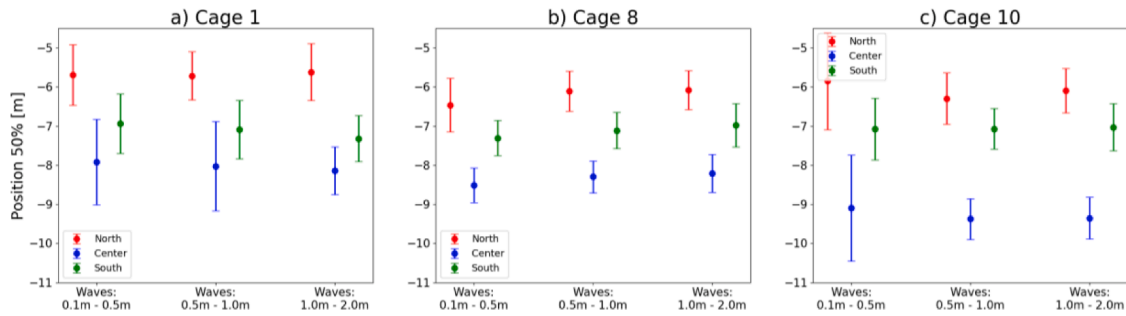 a) Cage 1
Position 50% [m]
−5
−6
−7
−8
−9
−10
−11
North
Center
South
Waves:
0.1m - 0.5m
Waves:
0.5m - 1.0m
Waves:
1.0m - 2.0m
b) Cage 8
−5
−6
−7
−8
−9
−10
−11
North
Center
South
Waves:
0.1m - 0.5m
Waves:
0.5m - 1.0m
Waves:
1.0m - 2.0m
c) Cage 10
−5
−6
−7
−8
−9
−10
−11
North
Center
South
Waves:
0.1m - 0.5m
Waves:
0.5m - 1.0m
Waves:
1.0m - 2.0m